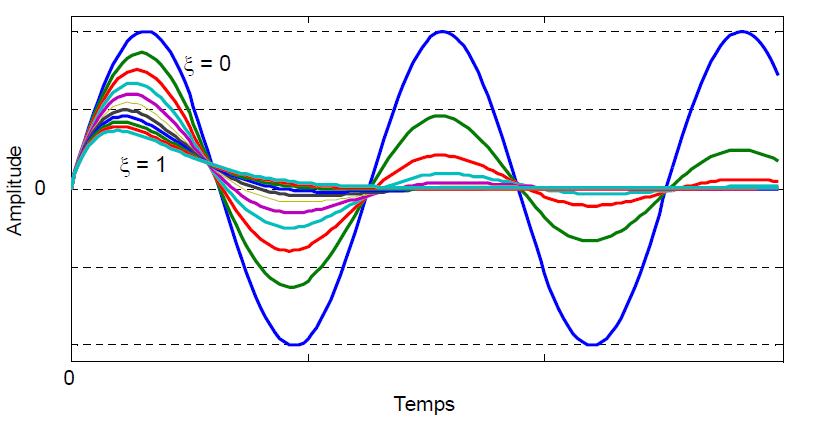 ξ = 0
ξ = 1
Amplitude
0
0
Temps